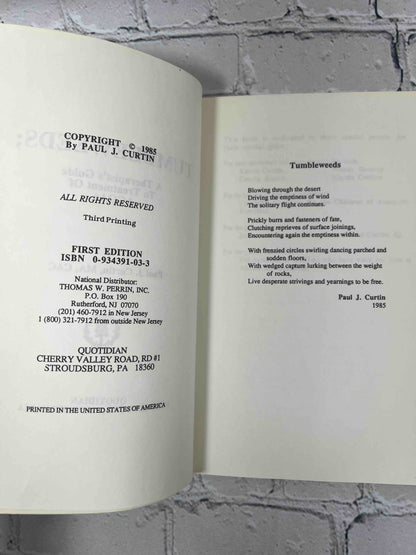 COPYRIGHT © 1985
By PAUL J. CURTIN
ALL RIGHTS RESERVED
Third Printing
FIRST EDITION
ISBN 0-934391-03-3
National Distributor:
THOMAS W. PERRIN, INC.
P.O. Box 190
Rutherford, NJ 07070
(201) 460-7912 in New Jersey
1 (800) 321-7912 from outside New Jersey
QUOTIDIAN
CHERRY VALLEY ROAD, RD #1
STROUDSBURG, PA 18360
PRINTED IN THE UNITED STATES OF AMERICA
Tumbleweeds
Blowing through the desert
Driving the emptiness of wind
The solitary flight continues.
Prickly burrs and fasteners of fate,
Clutching reprieves of surface joinings,
Encountering again the emptiness within.
With frenzied circles swirling dancing parched and
sodden floors,
With wedged capture lurking between the weight
of rocks,
Live desperate strivings and yearnings to be free.
Paul J. Curtin
1985